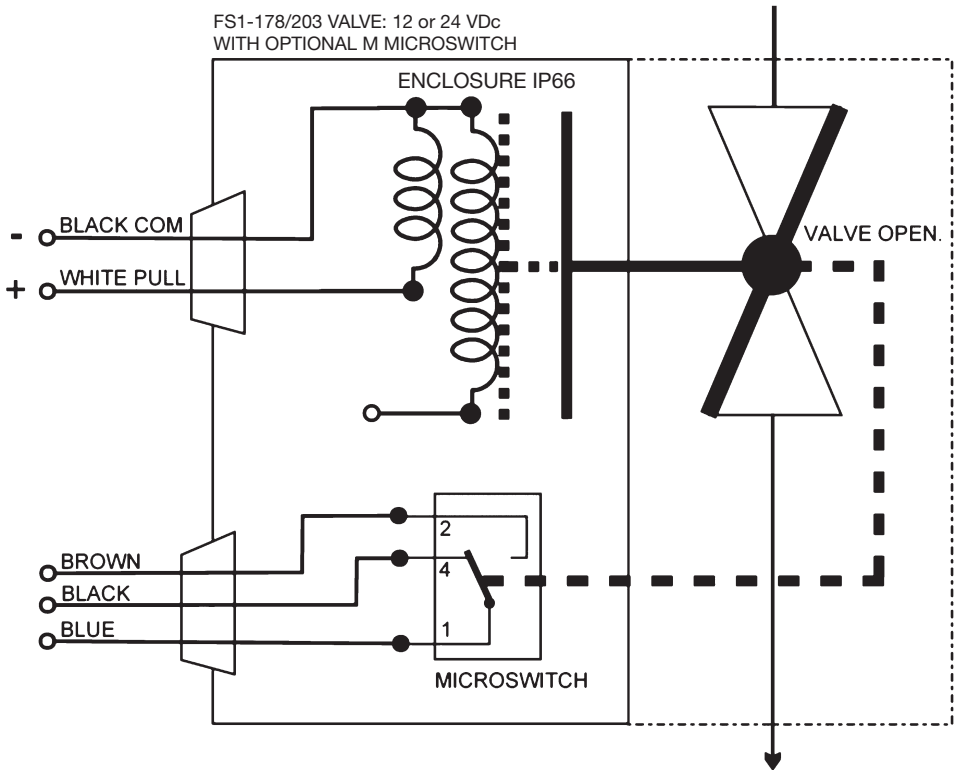 FS1-178/203 VALVE: 12 or 24 VDc
WITH OPTIONAL M MICROSWITCH
ENCLOSURE IP66
- BLACK COM
+ WHITE PULL
VALVE OPEN.
2
4
1
BROWN
BLACK
BLUE
MICROSWITCH